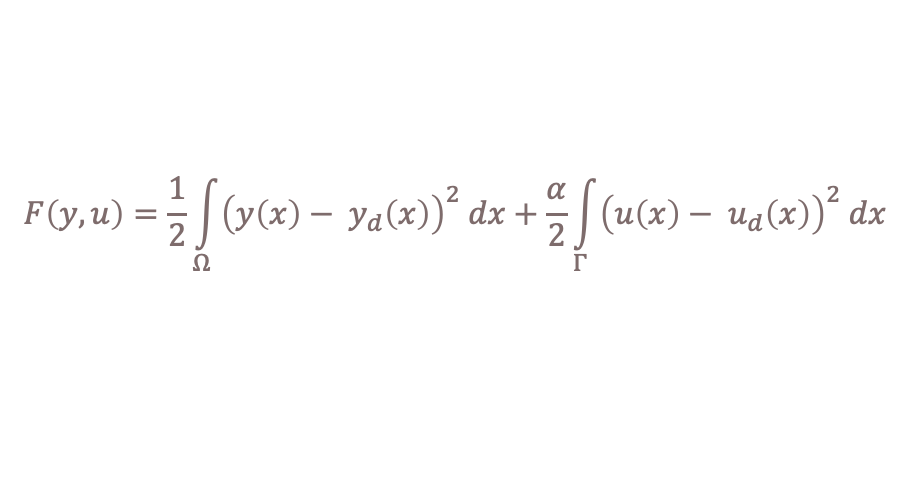 F(y,u) = 1/2 ∫_Ω (y(x) − y_d(x))² dx + α/2 ∫_Γ (u(x) − u_d(x))² dx